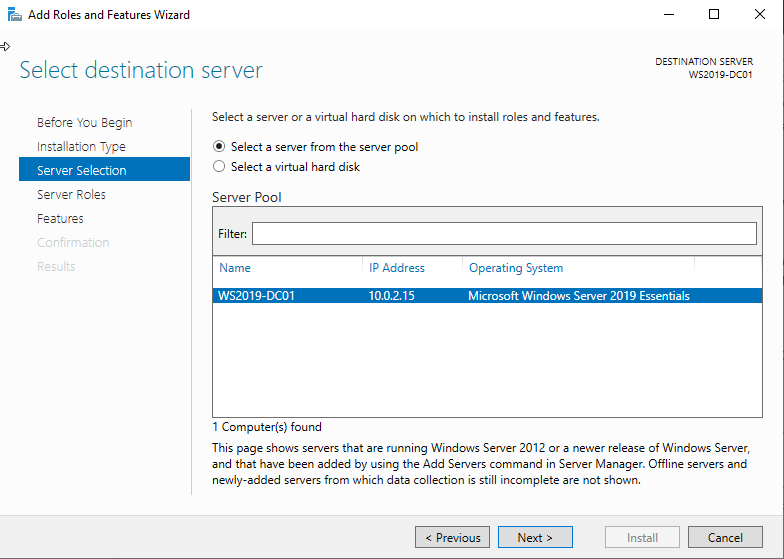 Add Roles and Features Wizard
Select destination server
DESTINATION SERVER
WS2019-DC01
Before You Begin
Installation Type
Server Selection
Server Roles
Features
Confirmation
Results
Select a server or a virtual hard disk on which to install roles and features.
Select a server from the server pool
Select a virtual hard disk
Server Pool
Filter:
Name IP Address Operating System
WS2019-DC01 10.0.2.15 Microsoft Windows Server 2019 Essentials
1 Computer(s) found
This page shows servers that are running Windows Server 2012 or a newer release of Windows Server,
and that have been added by using the Add Servers command in Server Manager. Offline servers and
newly-added servers from which data collection is still incomplete are not shown.
< Previous Next > Install Cancel